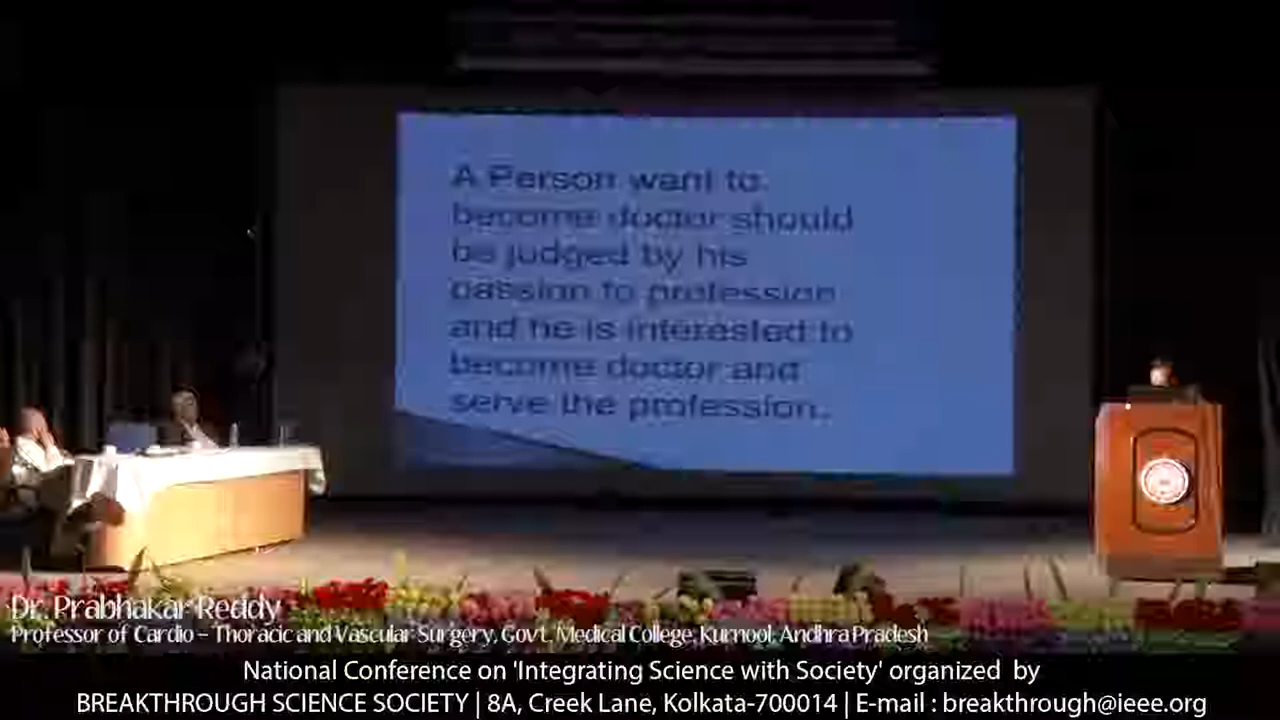 A Person want to
become doctor should
be judged by his
passion to profession
and he is interested to
become doctor and
serve the profession.
Dr. Prabhakar Reddy
Professor of Cardio - Thoracic and Vascular Surgery, Govt. Medical College, Kurnool, Andhra Pradesh
National Conference on 'Integrating Science with Society' organized by
BREAKTHROUGH SCIENCE SOCIETY | 8A, Creek Lane, Kolkata-700014 | E-mail : breakthrough@ieee.org